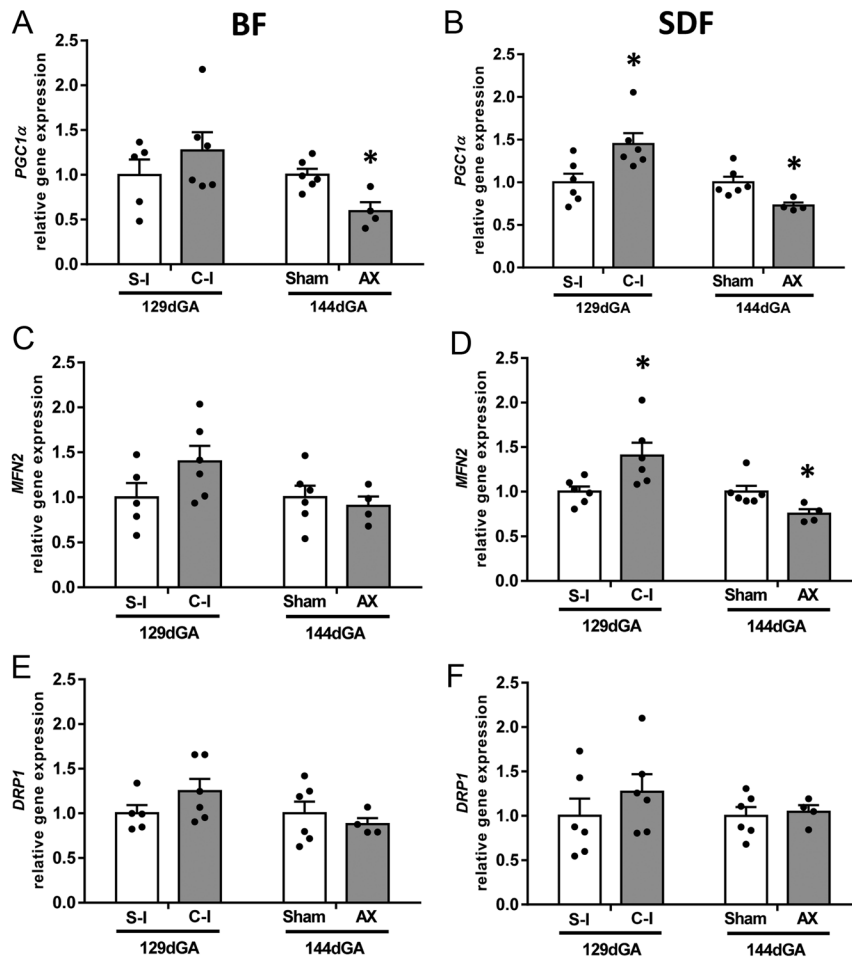 A
BF
B
SDF
PGC1α
relative gene expression
2.5
2.0
1.5
1.0
0.5
0.0
*
S-I C-I Sham AX
129dGA 144dGA
PGC1α
relative gene expression
2.5
2.0
1.5
1.0
0.5
0.0
*
*
S-I C-I Sham AX
129dGA 144dGA
C
MFN2
relative gene expression
2.5
2.0
1.5
1.0
0.5
0.0
S-I C-I Sham AX
129dGA 144dGA
D
MFN2
relative gene expression
2.5
2.0
1.5
1.0
0.5
0.0
*
*
S-I C-I Sham AX
129dGA 144dGA
E
DRP1
relative gene expression
2.5
2.0
1.5
1.0
0.5
0.0
S-I C-I Sham AX
129dGA 144dGA
F
DRP1
relative gene expression
2.5
2.0
1.5
1.0
0.5
0.0
S-I C-I Sham AX
129dGA 144dGA